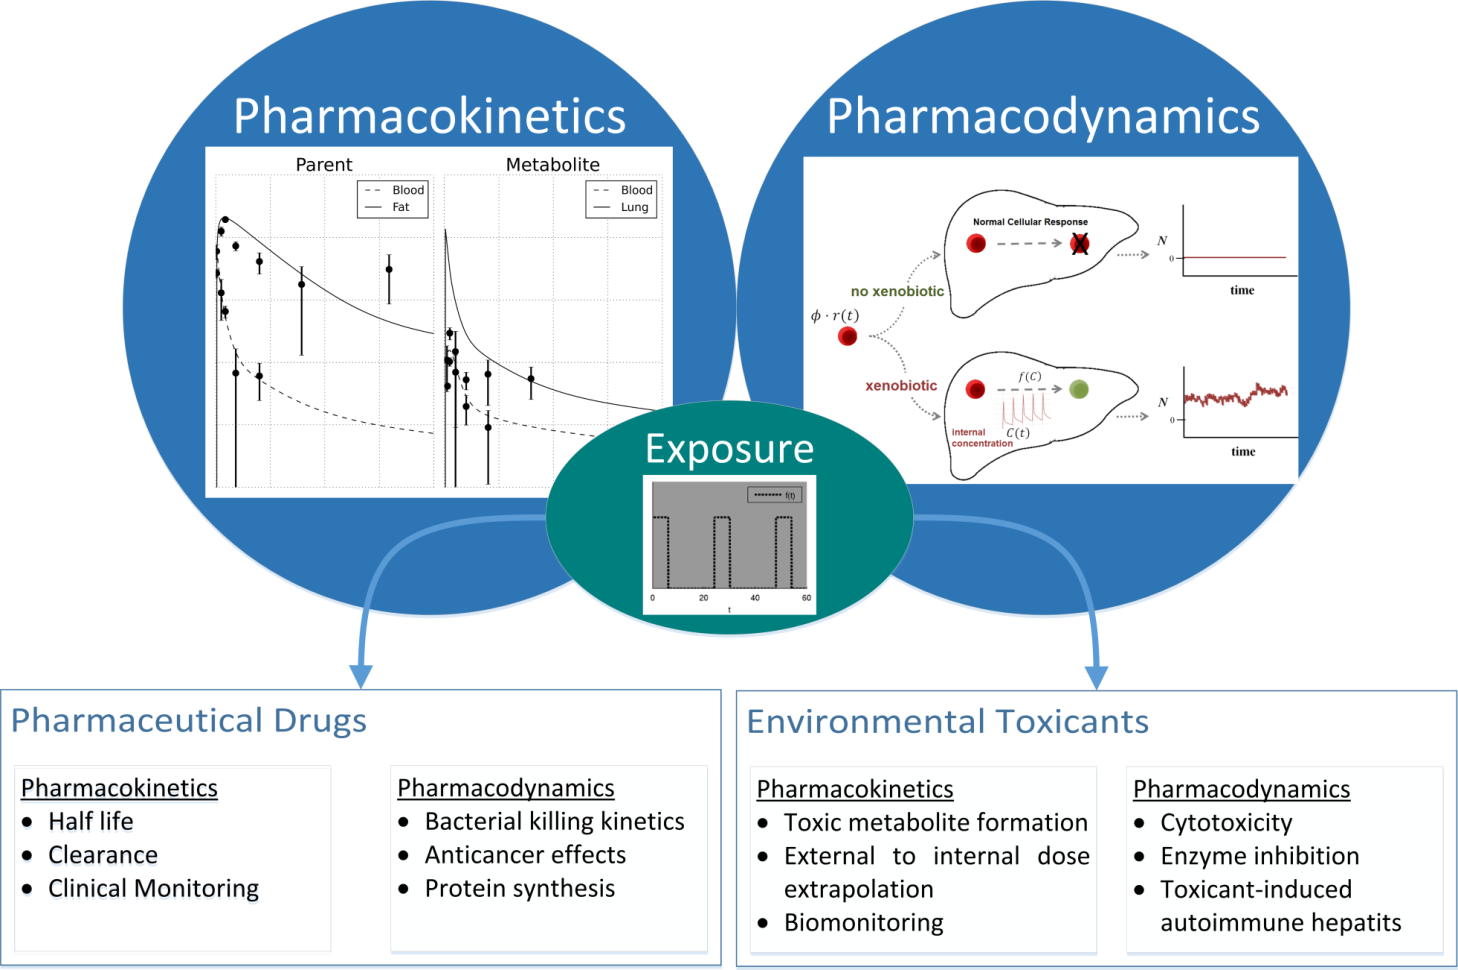 Pharmacokinetics
Parent
Blood
Fat
Metabolite
Blood
Lung
Pharmacodynamics
Normal Cellular Response
X
N
0
time
no xenobiotic
ϕ · r(t)
xenobiotic
f(C)
internal
concentration
C(t)
N
0
time
Exposure
f(t)
0 20 40 60
t
Pharmaceutical Drugs
Pharmacokinetics
• Half life
• Clearance
• Clinical Monitoring
Pharmacodynamics
• Bacterial killing kinetics
• Anticancer effects
• Protein synthesis
Environmental Toxicants
Pharmacokinetics
• Toxic metabolite formation
• External to internal dose
extrapolation
• Biomonitoring
Pharmacodynamics
• Cytotoxicity
• Enzyme inhibition
• Toxicant-induced
autoimmune hepatits